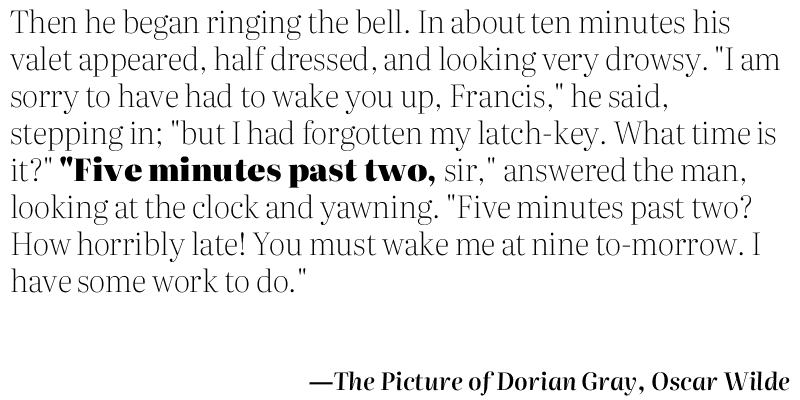 Then he began ringing the bell. In about ten minutes his
valet appeared, half dressed, and looking very drowsy. "I am
sorry to have had to wake you up, Francis," he said,
stepping in; "but I had forgotten my latch-key. What time is
it?" "Five minutes past two, sir," answered the man,
looking at the clock and yawning. "Five minutes past two?
How horribly late! You must wake me at nine to-morrow. I
have some work to do."
—The Picture of Dorian Gray, Oscar Wilde